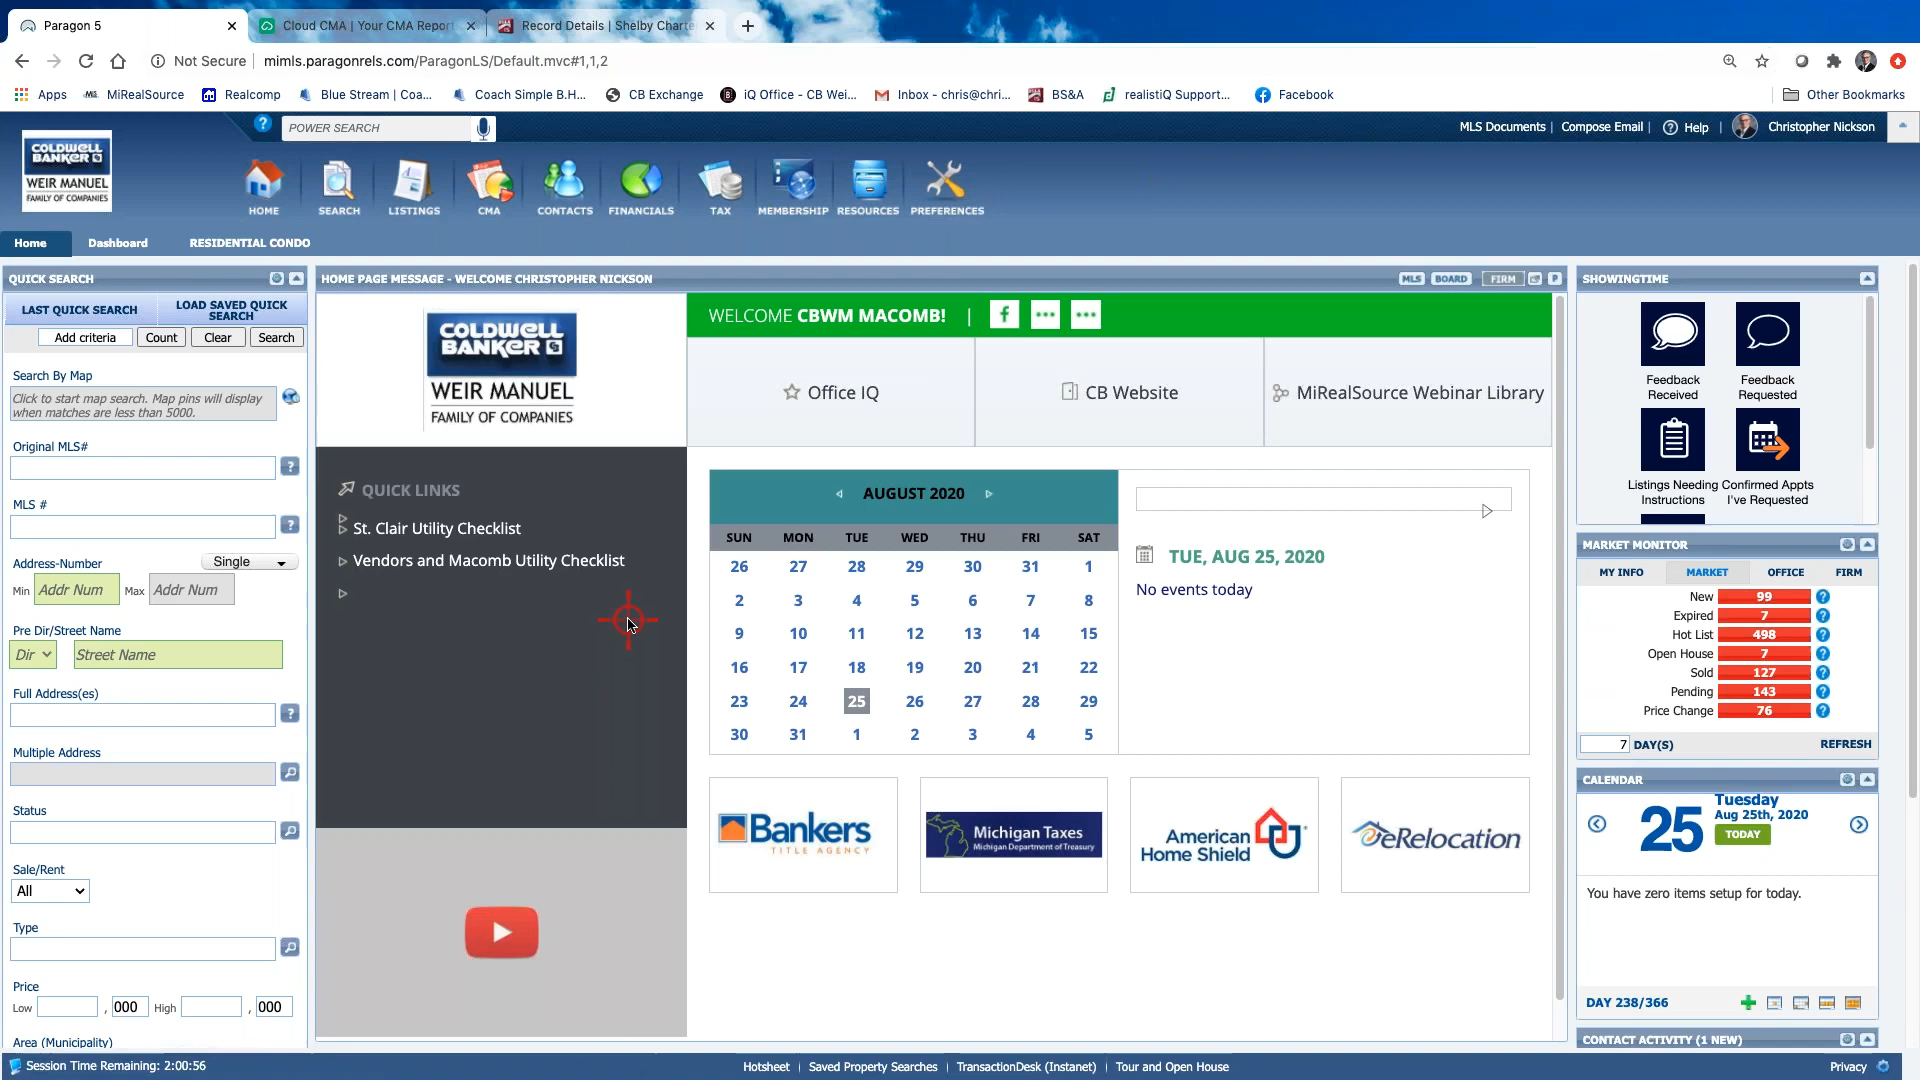 Paragon 5
Cloud CMA | Your CMA Report
Record Details | Shelby Charte
Not Secure | mimls.paragonrels.com/ParagonLS/Default.mvc#1,1,2
Apps
MiRealSource
Realcomp
Blue Stream | Coa...
Coach Simple B.H...
CB Exchange
iQ Office - CB Wei...
Inbox - chris@chri...
BS&A
realistiQ Support...
Facebook
Other Bookmarks
COLDWELL
BANKER
WEIR MANUEL
FAMILY OF COMPANIES
? POWER SEARCH
MLS Documents | Compose Email | ? Help | Christopher Nickson
HOME
SEARCH
LISTINGS
CMA
CONTACTS
FINANCIALS
TAX
MEMBERSHIP
RESOURCES
PREFERENCES
Home
Dashboard
RESIDENTIAL CONDO
QUICK SEARCH
LAST QUICK SEARCH
LOAD SAVED QUICK
SEARCH
Add criteria
Count
Clear
Search
Search By Map
Click to start map search. Map pins will display
when matches are less than 5000.
Original MLS#
?
MLS #
?
Address-Number
Single
Min Addr Num Max Addr Num
Pre Dir/Street Name
Dir Street Name
Full Address(es)
?
Multiple Address
Status
Sale/Rent
All
Type
Price
Low , 000 High , 000
Area (Municipality)
HOME PAGE MESSAGE - WELCOME CHRISTOPHER NICKSON
MLS BOARD FIRM P
COLDWELL
BANKER
WEIR MANUEL
FAMILY OF COMPANIES
WELCOME CBWM MACOMB! |
Office IQ
CB Website
MiRealSource Webinar Library
QUICK LINKS
St. Clair Utility Checklist
Vendors and Macomb Utility Checklist
AUGUST 2020
SUN MON TUE WED THU FRI SAT
26 27 28 29 30 31 1
2 3 4 5 6 7 8
9 10 11 12 13 14 15
16 17 18 19 20 21 22
23 24 25 26 27 28 29
30 31 1 2 3 4 5
TUE, AUG 25, 2020
No events today
Bankers
TITLE AGENCY
Michigan Taxes
Michigan Department of Treasury
American
Home Shield
eRelocation
SHOWINGTIME
Feedback
Received
Feedback
Requested
Listings Needing
Instructions
Confirmed Appts
I've Requested
MARKET MONITOR
MY INFO MARKET OFFICE FIRM
New 99 ?
Expired 7 ?
Hot List 498 ?
Open House 7 ?
Sold 127 ?
Pending 143 ?
Price Change 76 ?
7 DAY(S) REFRESH
CALENDAR
25
Tuesday
Aug 25th, 2020
TODAY
You have zero items setup for today.
DAY 238/366
CONTACT ACTIVITY (1 NEW)
Session Time Remaining: 2:00:56
Hotsheet | Saved Property Searches | TransactionDesk (Instanet) | Tour and Open House
Privacy